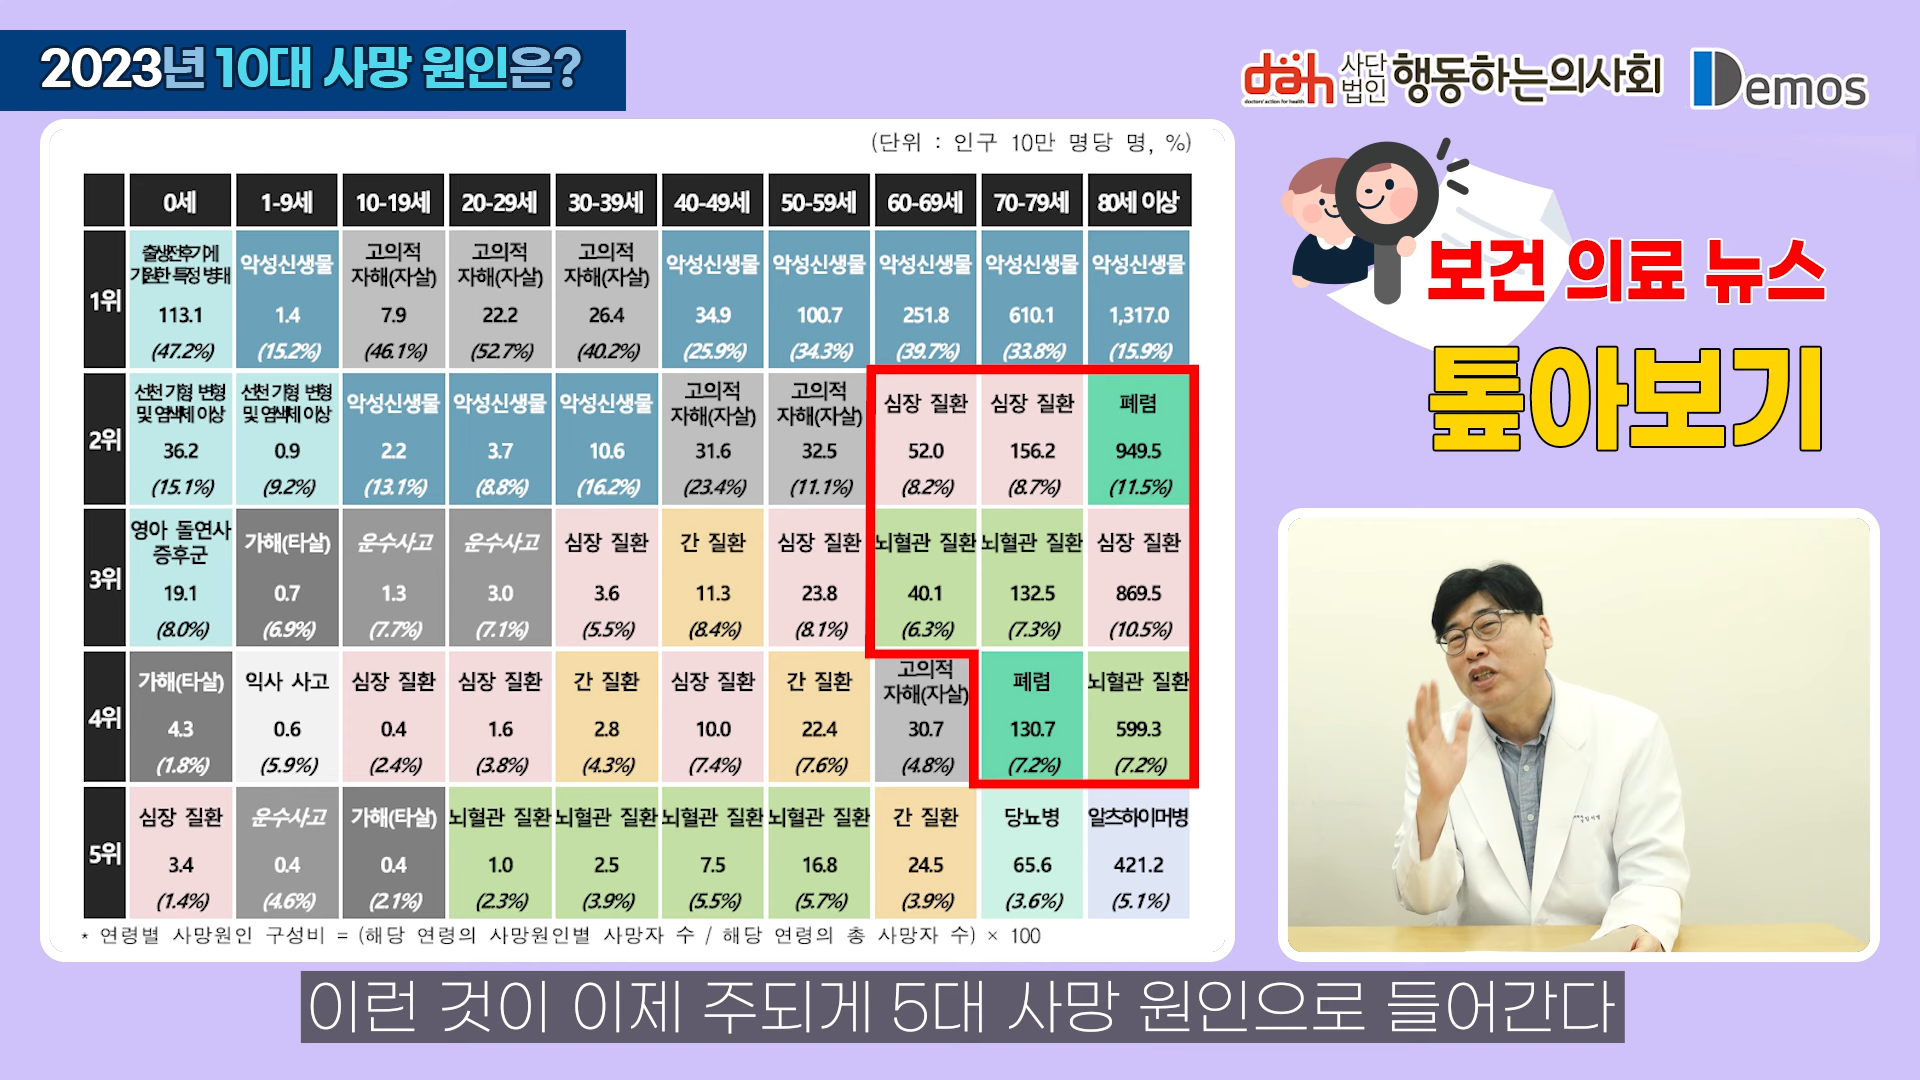 2023년 10대 사망 원인은?
däh 사단법인 행동하는의사회 Demos
doctors' action for health
(단위 : 인구 10만 명당 명, %)
0세 1-9세 10-19세 20-29세 30-39세 40-49세 50-59세 60-69세 70-79세 80세 이상
1위
출생전후기에 기원한 특정 병태 113.1 (47.2%)
악성신생물 1.4 (15.2%)
고의적 자해(자살) 7.9 (46.1%)
고의적 자해(자살) 22.2 (52.7%)
고의적 자해(자살) 26.4 (40.2%)
악성신생물 34.9 (25.9%)
악성신생물 100.7 (34.3%)
악성신생물 251.8 (39.7%)
악성신생물 610.1 (33.8%)
악성신생물 1,317.0 (15.9%)
2위
선천 기형 변형 및 염색체 이상 36.2 (15.1%)
선천 기형 변형 및 염색체 이상 0.9 (9.2%)
악성신생물 2.2 (13.1%)
악성신생물 3.7 (8.8%)
악성신생물 10.6 (16.2%)
고의적 자해(자살) 31.6 (23.4%)
고의적 자해(자살) 32.5 (11.1%)
심장 질환 52.0 (8.2%)
심장 질환 156.2 (8.7%)
폐렴 949.5 (11.5%)
3위
영아 돌연사 증후군 19.1 (8.0%)
가해(타살) 0.7 (6.9%)
운수사고 1.3 (7.7%)
운수사고 3.0 (7.1%)
심장 질환 3.6 (5.5%)
간 질환 11.3 (8.4%)
심장 질환 23.8 (8.1%)
뇌혈관 질환 40.1 (6.3%)
뇌혈관 질환 132.5 (7.3%)
심장 질환 869.5 (10.5%)
4위
가해(타살) 4.3 (1.8%)
익사 사고 0.6 (5.9%)
심장 질환 0.4 (2.4%)
심장 질환 1.6 (3.8%)
간 질환 2.8 (4.3%)
심장 질환 10.0 (7.4%)
간 질환 22.4 (7.6%)
고의적 자해(자살) 30.7 (4.8%)
폐렴 130.7 (7.2%)
뇌혈관 질환 599.3 (7.2%)
5위
심장 질환 3.4 (1.4%)
운수사고 0.4 (4.6%)
가해(타살) 0.4 (2.1%)
뇌혈관 질환 1.0 (2.3%)
뇌혈관 질환 2.5 (3.9%)
뇌혈관 질환 7.5 (5.5%)
뇌혈관 질환 16.8 (5.7%)
간 질환 24.5 (3.9%)
당뇨병 65.6 (3.6%)
알츠하이머병 421.2 (5.1%)
* 연령별 사망원인 구성비 = (해당 연령의 사망원인별 사망자 수 / 해당 연령의 총 사망자 수) × 100
보건 의료 뉴스
톺아보기
이런 것이 이제 주되게 5대 사망 원인으로 들어간다